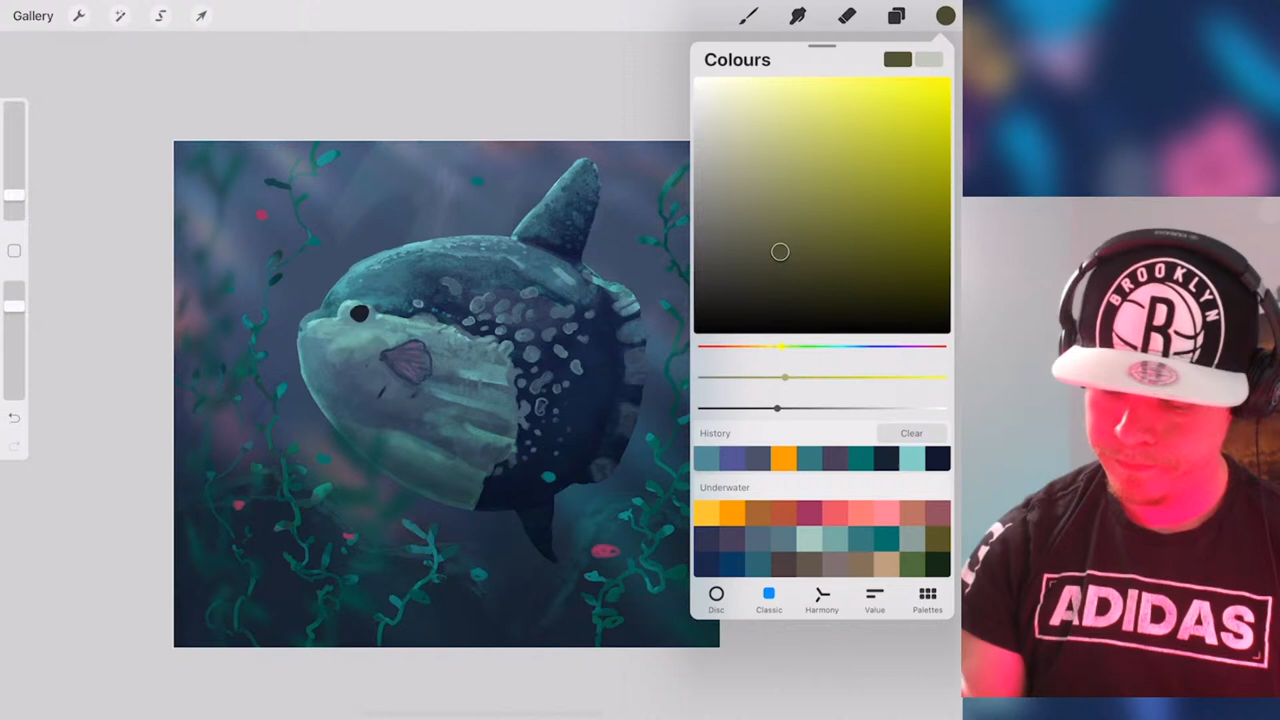 Gallery
Colours
History
Clear
Underwater
Disc
Classic
Harmony
Value
Palettes
BROOKLYN
B
ADIDAS